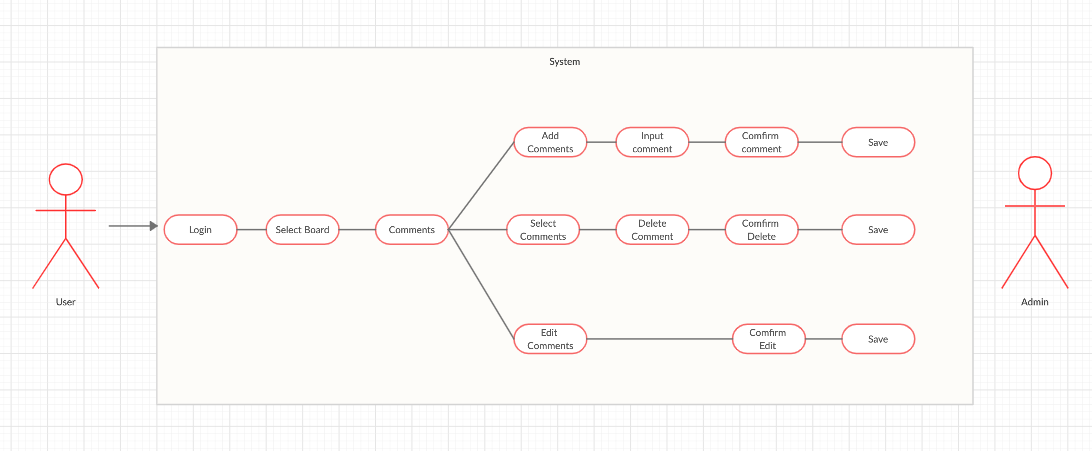 System
Add
Comments
Input
comment
Comfirm
comment
Save
Login
Select Board
Comments
Select
Comments
Delete
Comment
Comfirm
Delete
Save
Edit
Comments
Comfirm
Edit
Save
User
Admin